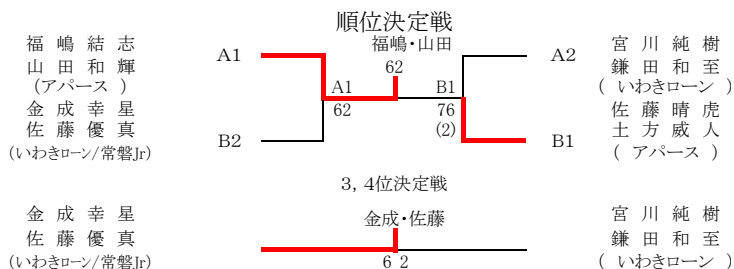 順位決定戦
福嶋・山田
62
福嶋結志
山田和輝
(アパース )
A1
A2
宮川純樹
鎌田和至
( いわきローン )
A1
62
B1
76
(2)
金成幸星
佐藤優真
(いわきローン/常磐Jr)
B2
B1
佐藤晴虎
土方威人
( アパース )
3, 4位決定戦
金成幸星
佐藤優真
(いわきローン/常磐Jr)
金成・佐藤
6 2
宮川純樹
鎌田和至
( いわきローン )